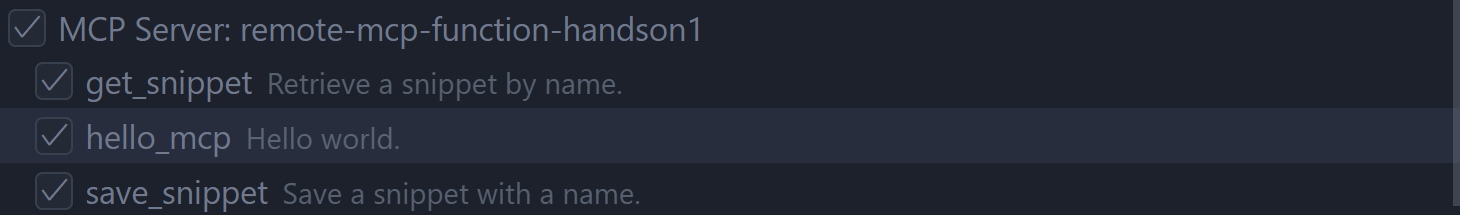 MCP Server: remote-mcp-function-handson1
get_snippet Retrieve a snippet by name.
hello_mcp Hello world.
save_snippet Save a snippet with a name.